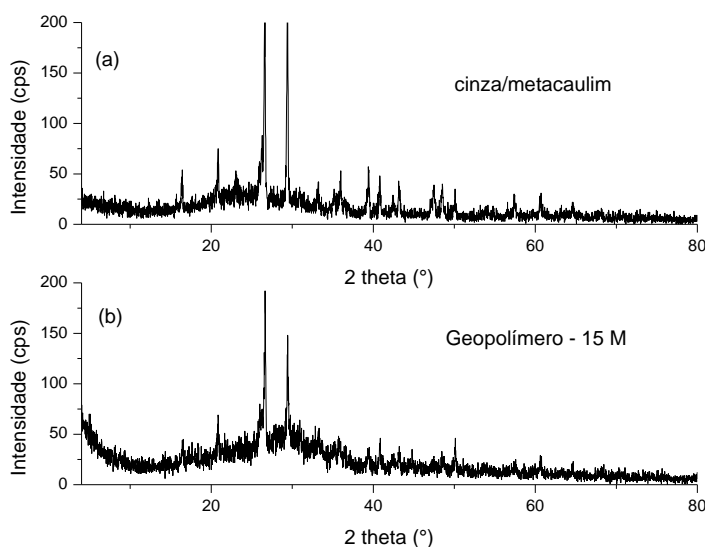 200
(a)
150
cinza/metacaulim
100
50
0
Intensidade (cps)
20 40 60 80
2 theta (°)
200
(b)
150
Geopolímero - 15 M
100
50
0
Intensidade (cps)
20 40 60 80
2 theta (°)